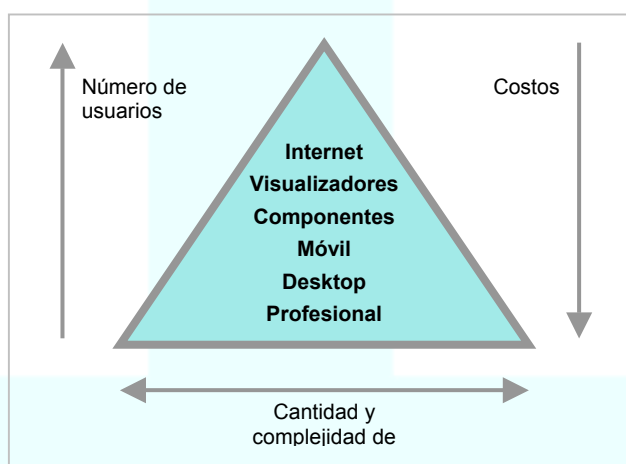 Número de
usuarios
Costos
Internet
Visualizadores
Componentes
Móvil
Desktop
Profesional
Cantidad y
complejidad de